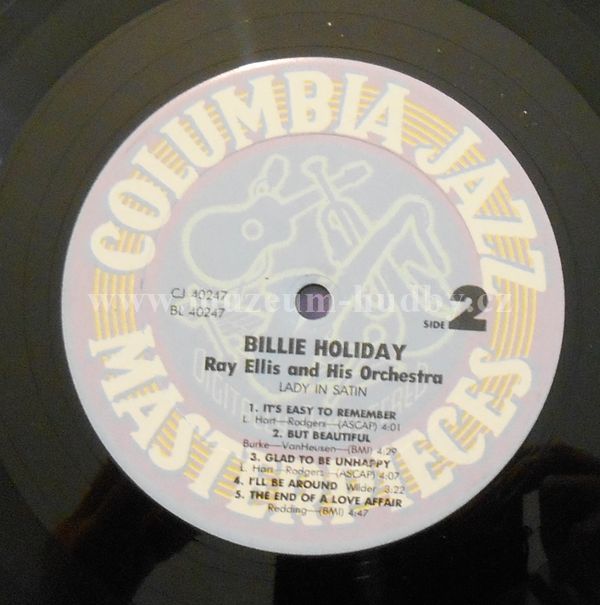 COLUMBIA JAZZ
MASTERPIECES
CJ 40247
BL 40247
www.muzeum-hudby.cz
SIDE 2
BILLIE HOLIDAY
Ray Ellis and His Orchestra
LADY IN SATIN
1. IT'S EASY TO REMEMBER
L. Hart—Rodgers—(ASCAP) 4:01
2. BUT BEAUTIFUL
Burke—VanHeusen—(BMI) 4:29
3. GLAD TO BE UNHAPPY
L. Hart—Rodgers—(ASCAP) 4:07
4. I'LL BE AROUND Wilder 3:22
5. THE END OF A LOVE AFFAIR
Redding—(BMI) 4:47